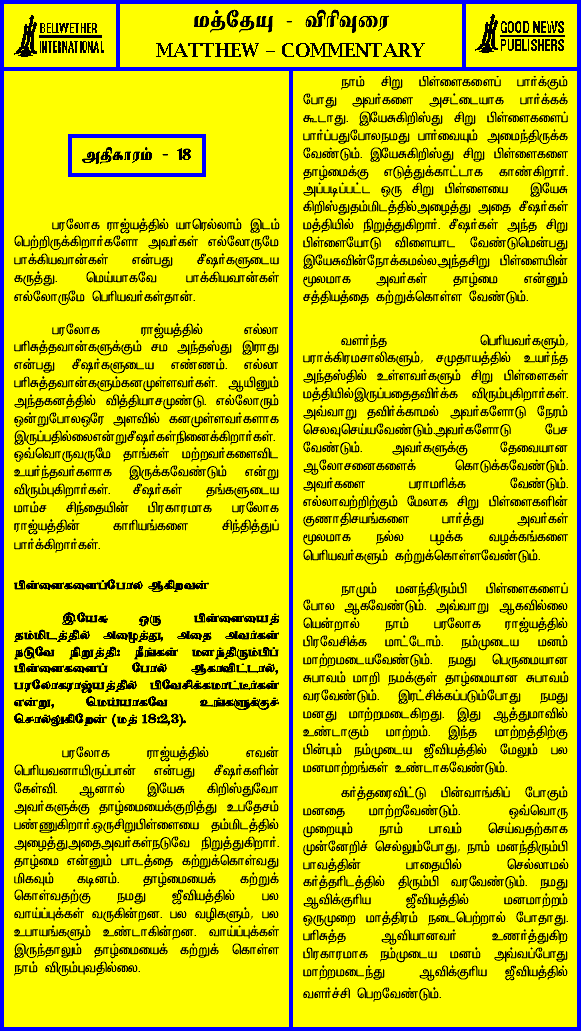 BELWETHER
INTERNATIONAL
மத்தேயு - விரிவுரை
MATTHEW – COMMENTARY
GOOD NEWS
PUBLISHERS
அதிகாரம் - 18
பரலோக ராஜ்யத்தில் யாரெல்லாம் இடம்
பெற்றிருக்கிறார்களோ அவர்கள் எல்லோருமே
பாக்கியவான்கள் என்பது சீஷர்களுடைய
கருத்து. மெய்யாகவே பாக்கியவான்கள்
எல்லோருமே பெரியவர்கள்தான்.
பரலோக ராஜ்யத்தில் எல்லா
பரிசுத்தவான்களுக்கும் சம அந்தஸ்து இராது
என்பது சீஷர்களுடைய எண்ணம். எல்லா
பரிசுத்தவான்களும்கனமுள்ளவர்கள். ஆயினும்
அந்தகனத்தில் வித்தியாசமுண்டு. எல்லோரும்
ஒன்றுபோலஒரே அளவில் கனமுள்ளவர்களாக
இருப்பதில்லைஎன்றுசீஷர்கள்நினைக்கிறார்கள்.
ஒவ்வொருவருமே தாங்கள் மற்றவர்களைவிட
உயர்ந்தவர்களாக இருக்கவேண்டும் என்று
விரும்புகிறார்கள். சீஷர்கள் தங்களுடைய
மாம்ச சிந்தையின் பிரகாரமாக பரலோக
ராஜ்யத்தின் காரியங்களை சிந்தித்துப்
பார்க்கிறார்கள்.
பிள்ளைகளைப்போல ஆகிறவன்
இயேசு ஒரு பிள்ளையைத்
தம்மிடத்தில் அழைத்து, அதை அவர்கள்
நடுவே நிறுத்தி: நீங்கள் மனந்திரும்பிப்
பிள்ளைகளைப் போல் ஆகாவிட்டால்,
பரலோகராஜ்யத்தில் பிவேசிக்கமாட்டீர்கள்
என்று, மெய்யாகவே உங்களுக்குச்
சொல்லுகிறேன் (மத் 18:2,3).
பரலோக ராஜ்யத்தில் எவன்
பெரியவனாயிருப்பான் என்பது சீஷர்களின்
கேள்வி. ஆனால் இயேசு கிறிஸ்துவோ
அவர்களுக்கு தாழ்மையைக்குறித்து உபதேசம்
பண்ணுகிறார்.ஒருசிறுபிள்ளையை தம்மிடத்தில்
அழைத்துஅதைஅவர்கள்நடுவே நிறுத்துகிறார்.
தாழ்மை என்னும் பாடத்தை கற்றுக்கொள்வது
மிகவும் கடினம். தாழ்மையைக் கற்றுக்
கொள்வதற்கு நமது ஜீவியத்தில் பல
வாய்ப்புக்கள் வருகின்றன. பல வழிகளும், பல
உபாயங்களும் உண்டாகின்றன. வாய்ப்புக்கள்
இருந்தாலும் தாழ்மையைக் கற்றுக் கொள்ள
நாம் விரும்புவதில்லை.
நாம் சிறு பிள்ளைகளைப் பார்க்கும்
போது அவர்களை அசட்டையாக பார்க்கக்
கூடாது. இயேசுகிறிஸ்து சிறு பிள்ளைகளைப்
பார்ப்பதுபோலநமது பார்வையும் அமைந்திருக்க
வேண்டும். இயேசுகிறிஸ்து சிறு பிள்ளைகளை
தாழ்மைக்கு எடுத்துக்காட்டாக காண்கிறார்.
அப்படிப்பட்ட ஒரு சிறு பிள்ளையை இயேசு
கிறிஸ்துதம்மிடத்தில்அழைத்து அதை சீஷர்கள்
மத்தியில் நிறுத்துகிறார். சீஷர்கள் அந்த சிறு
பிள்ளையோடு விளையாட வேண்டுமென்பது
இயேசுவின்நோக்கமல்லஅந்தசிறு பிள்ளையின்
மூலமாக அவர்கள் தாழ்மை என்னும்
சத்தியத்தை கற்றுக்கொள்ள வேண்டும்.
வளர்ந்த பெரியவர்களும்,
பராக்கிரமசாலிகளும், சமுதாயத்தில் உயர்ந்த
அந்தஸ்தில் உள்ளவர்களும் சிறு பிள்ளைகள்
மத்தியில்இருப்பதைதவிர்க்க விரும்புகிறார்கள்.
அவ்வாறு தவிர்க்காமல் அவர்களோடு நேரம்
செலவுசெய்யவேண்டும்.அவர்களோடு பேச
வேண்டும். அவர்களுக்கு தேவையான
ஆலோசனைகளைக் கொடுக்கவேண்டும்.
அவர்களை பராமரிக்க வேண்டும்.
எல்லாவற்றிற்கும் மேலாக சிறு பிள்ளைகளின்
குணாதிசயங்களை பார்த்து அவர்கள்
மூலமாக நல்ல பழக்க வழக்கங்களை
பெரியவர்களும் கற்றுக்கொள்ளவேண்டும்.
நாமும் மனந்திரும்பி பிள்ளைகளைப்
போல ஆகவேண்டும். அவ்வாறு ஆகவில்லை
யென்றால் நாம் பரலோக ராஜ்யத்தில்
பிரவேசிக்க மாட்டோம். நம்முடைய மனம்
மாற்றமடையவேண்டும். நமது பெருமையான
சுபாவம் மாறி நமக்குள் தாழ்மையான சுபாவம்
வரவேண்டும். இரட்சிக்கப்படும்போது நமது
மனது மாற்றமடைகிறது. இது ஆத்துமாவில்
உண்டாகும் மாற்றம். இந்த மாற்றத்திற்கு
பின்பும் நம்முடைய ஜீவியத்தில் மேலும் பல
மனமாற்றங்கள் உண்டாகவேண்டும்.
கர்த்தரைவிட்டு பின்வாங்கிப் போகும்
மனதை மாற்றவேண்டும். ஒவ்வொரு
முறையும் நாம் பாவம் செய்வதற்காக
முன்னேறிச் செல்லும்போது, நாம் மனந்திரும்பி
பாவத்தின் பாதையில் செல்லாமல்
கர்த்தரிடத்தில் திரும்பி வரவேண்டும். நமது
ஆவிக்குரிய ஜீவியத்தில் மனமாற்றம்
ஒருமுறை மாத்திரம் நடைபெற்றால் போதாது.
பரிசுத்த ஆவியானவர் உணர்த்துகிற
பிரகாரமாக நம்முடைய மனம் அவ்வப்போது
மாற்றமடைந்து ஆவிக்குரிய ஜீவியத்தில்
வளர்ச்சி பெறவேண்டும்.